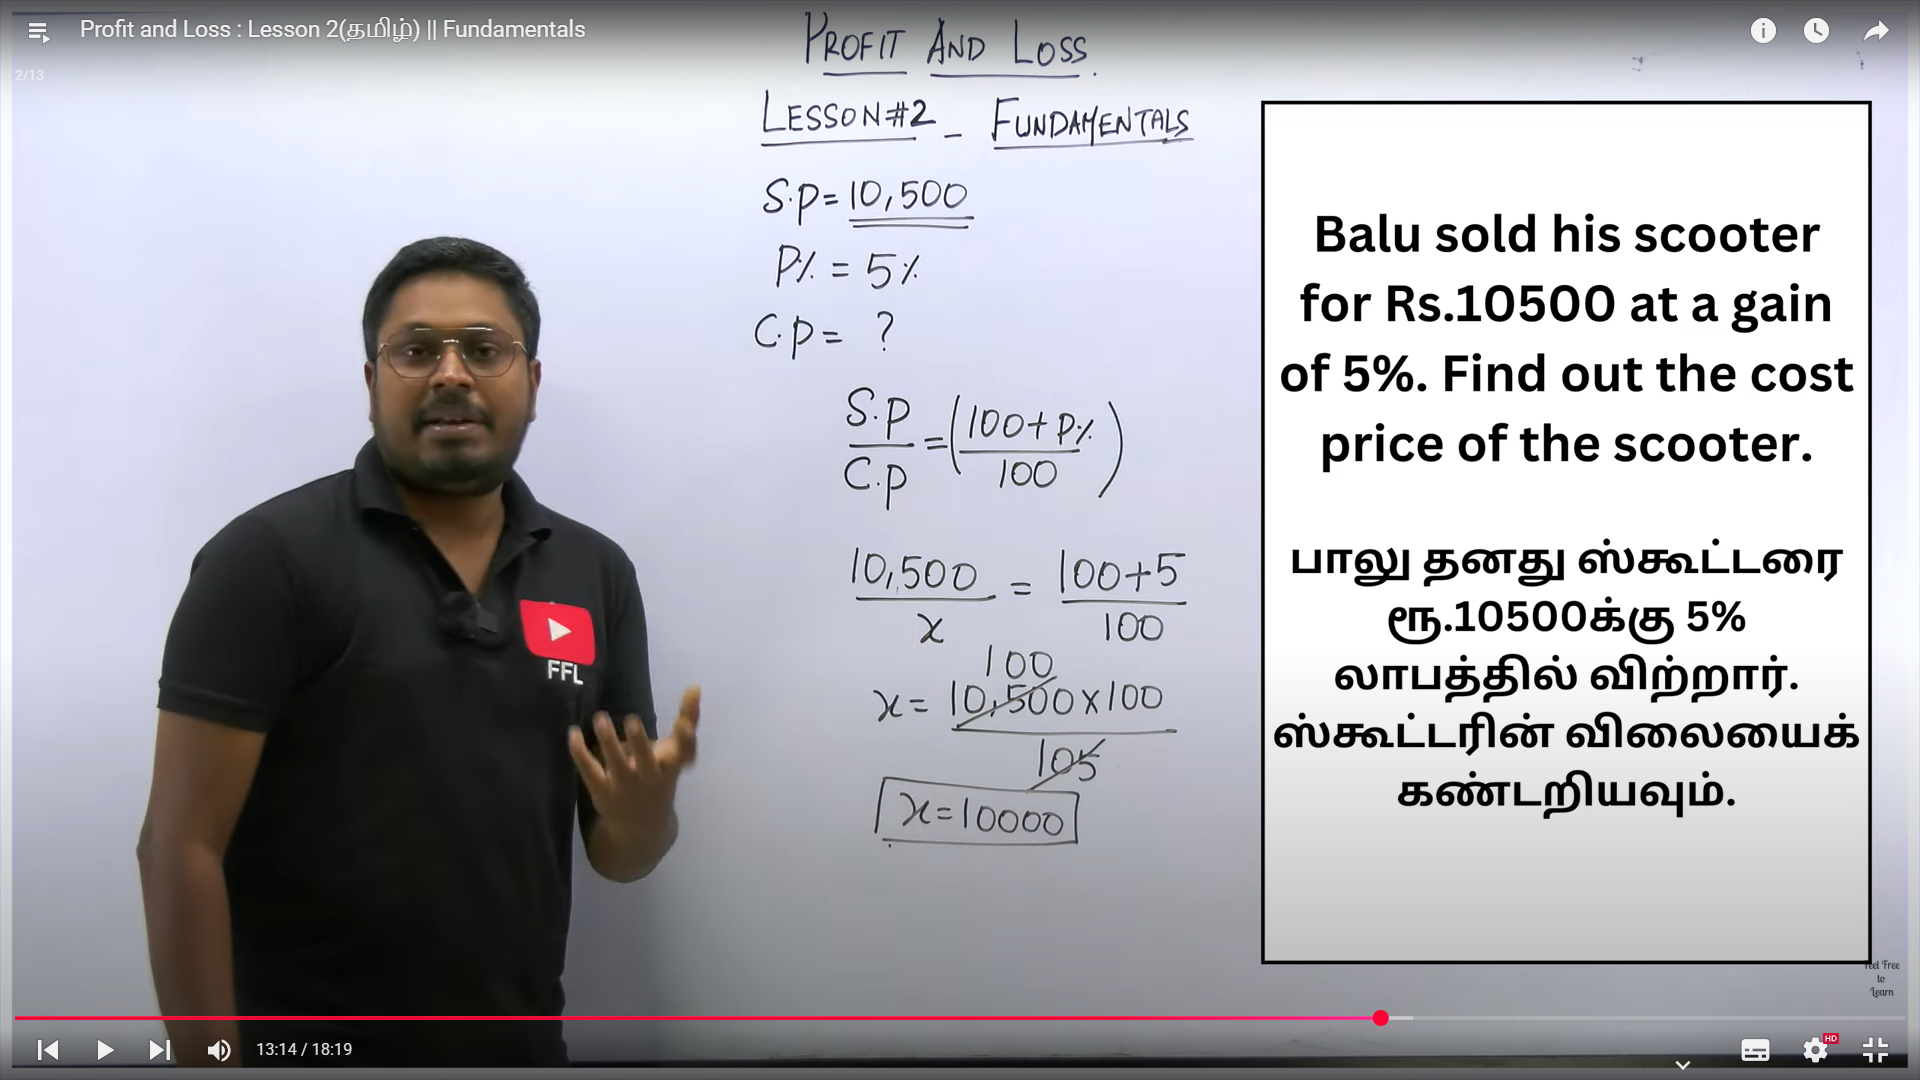 Profit and Loss : Lesson 2(தமிழ்) || Fundamentals
2/13
PROFIT AND LOSS.
LESSON#2 - FUNDAMENTALS
S.P = 10,500
P% = 5%
C.P = ?
S.P
C.P
= (
100+P%
100
)
10,500
x
=
100+5
100
100
x = 10,500x100
105
x=10000
Balu sold his scooter
for Rs.10500 at a gain
of 5%. Find out the cost
price of the scooter.
பாலு தனது ஸ்கூட்டரை
ரூ.10500க்கு 5%
லாபத்தில் விற்றார்.
ஸ்கூட்டரின் விலையைக்
கண்டறியவும்.
FFL
Feel Free
to
Learn
13:14 / 18:19
HD